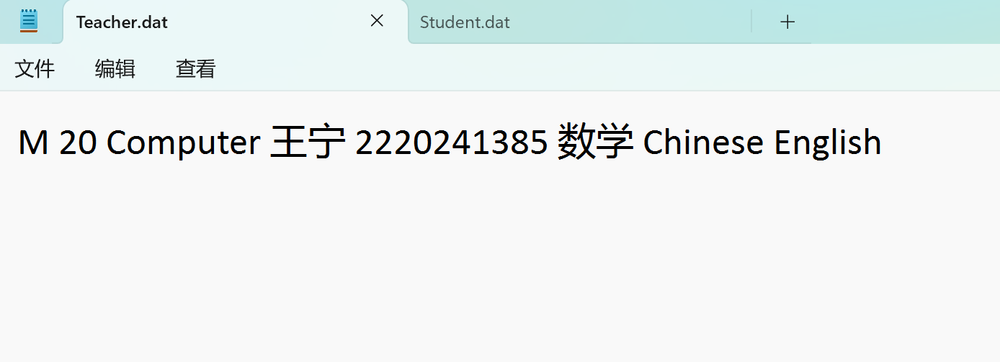 Teacher.dat Student.dat
文件 编辑 查看
M 20 Computer 王宁 2220241385 数学 Chinese English